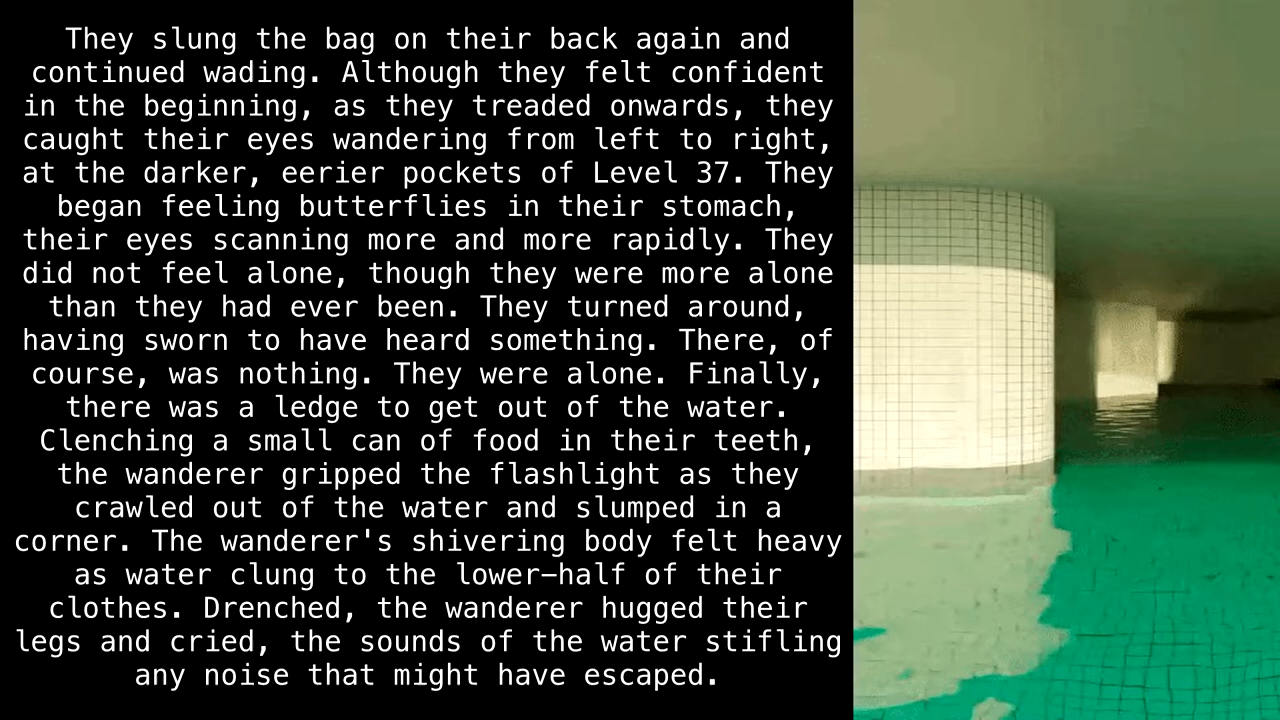 They slung the bag on their back again and
continued wading. Although they felt confident
in the beginning, as they treaded onwards, they
caught their eyes wandering from left to right,
at the darker, eerier pockets of Level 37. They
began feeling butterflies in their stomach,
their eyes scanning more and more rapidly. They
did not feel alone, though they were more alone
than they had ever been. They turned around,
having sworn to have heard something. There, of
course, was nothing. They were alone. Finally,
there was a ledge to get out of the water.
Clenching a small can of food in their teeth,
the wanderer gripped the flashlight as they
crawled out of the water and slumped in a
corner. The wanderer's shivering body felt heavy
as water clung to the lower–half of their
clothes. Drenched, the wanderer hugged their
legs and cried, the sounds of the water stifling
any noise that might have escaped.